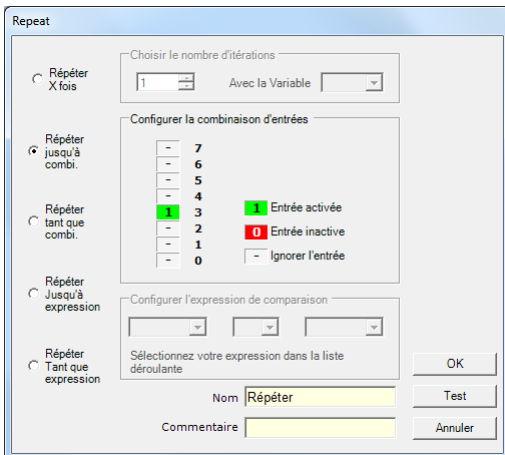 Repeat
Répéter
X fois
Choisir le nombre d'itérations
1
Avec la Variable
Répéter
jusqu'à
combi.
Configurer la combinaison d'entrées
- 7
- 6
- 5
- 4
1 3
- 2
- 1
- 0
1 Entrée activée
0 Entrée inactive
- Ignorer l'entrée
Répéter
tant que
combi.
Répéter
Jusqu'à
expression
Configurer l'expression de comparaison
Sélectionnez votre expression dans la liste
déroulante
Répéter
Tant que
expression
OK
Nom Répéter
Test
Commentaire
Annuler